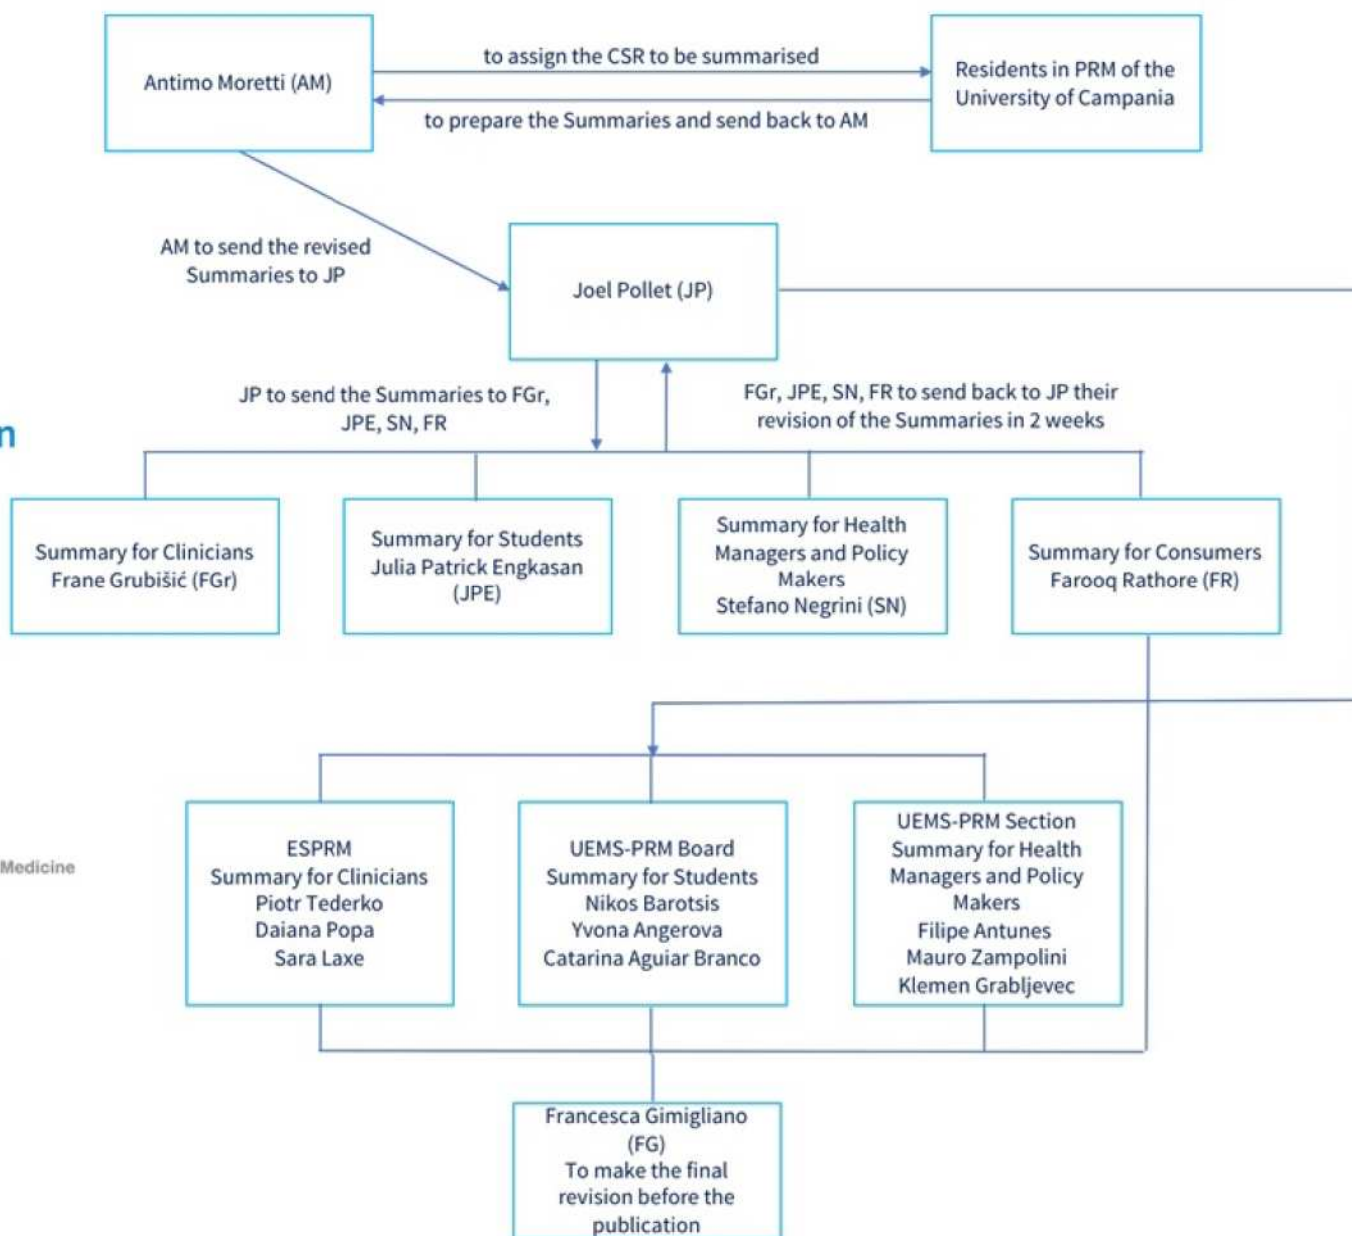 Antimo Moretti (AM)
to assign the CSR to be summarised
to prepare the Summaries and send back to AM
Residents in PRM of the
University of Campania
AM to send the revised
Summaries to JP
Joel Pollet (JP)
JP to send the Summaries to FGr,
JPE, SN, FR
FGr, JPE, SN, FR to send back to JP their
revision of the Summaries in 2 weeks
n
Summary for Clinicians
Frane Grubišić (FGr)
Summary for Students
Julia Patrick Engkasan
(JPE)
Summary for Health
Managers and Policy
Makers
Stefano Negrini (SN)
Summary for Consumers
Farooq Rathore (FR)
Medicine
ESPRM
Summary for Clinicians
Piotr Tederko
Daiana Popa
Sara Laxe
UEMS-PRM Board
Summary for Students
Nikos Barotsis
Yvona Angerova
Catarina Aguiar Branco
UEMS-PRM Section
Summary for Health
Managers and Policy
Makers
Filipe Antunes
Mauro Zampolini
Klemen Grabljevec
Francesca Gimigliano
(FG)
To make the final
revision before the
publication